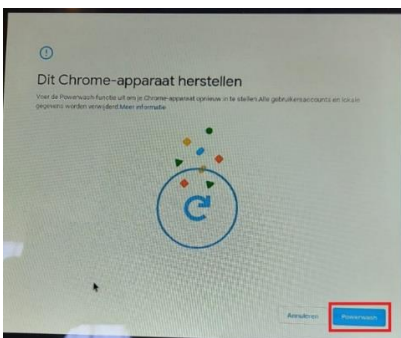 Dit Chrome-apparaat herstellen
Voer de Powerwash-functie uit om je Chrome-apparaat opnieuw in te stellen. Alle gebruikersaccounts en lokale
gegevens worden verwijderd. Meer informatie
Annuleren
Powerwash